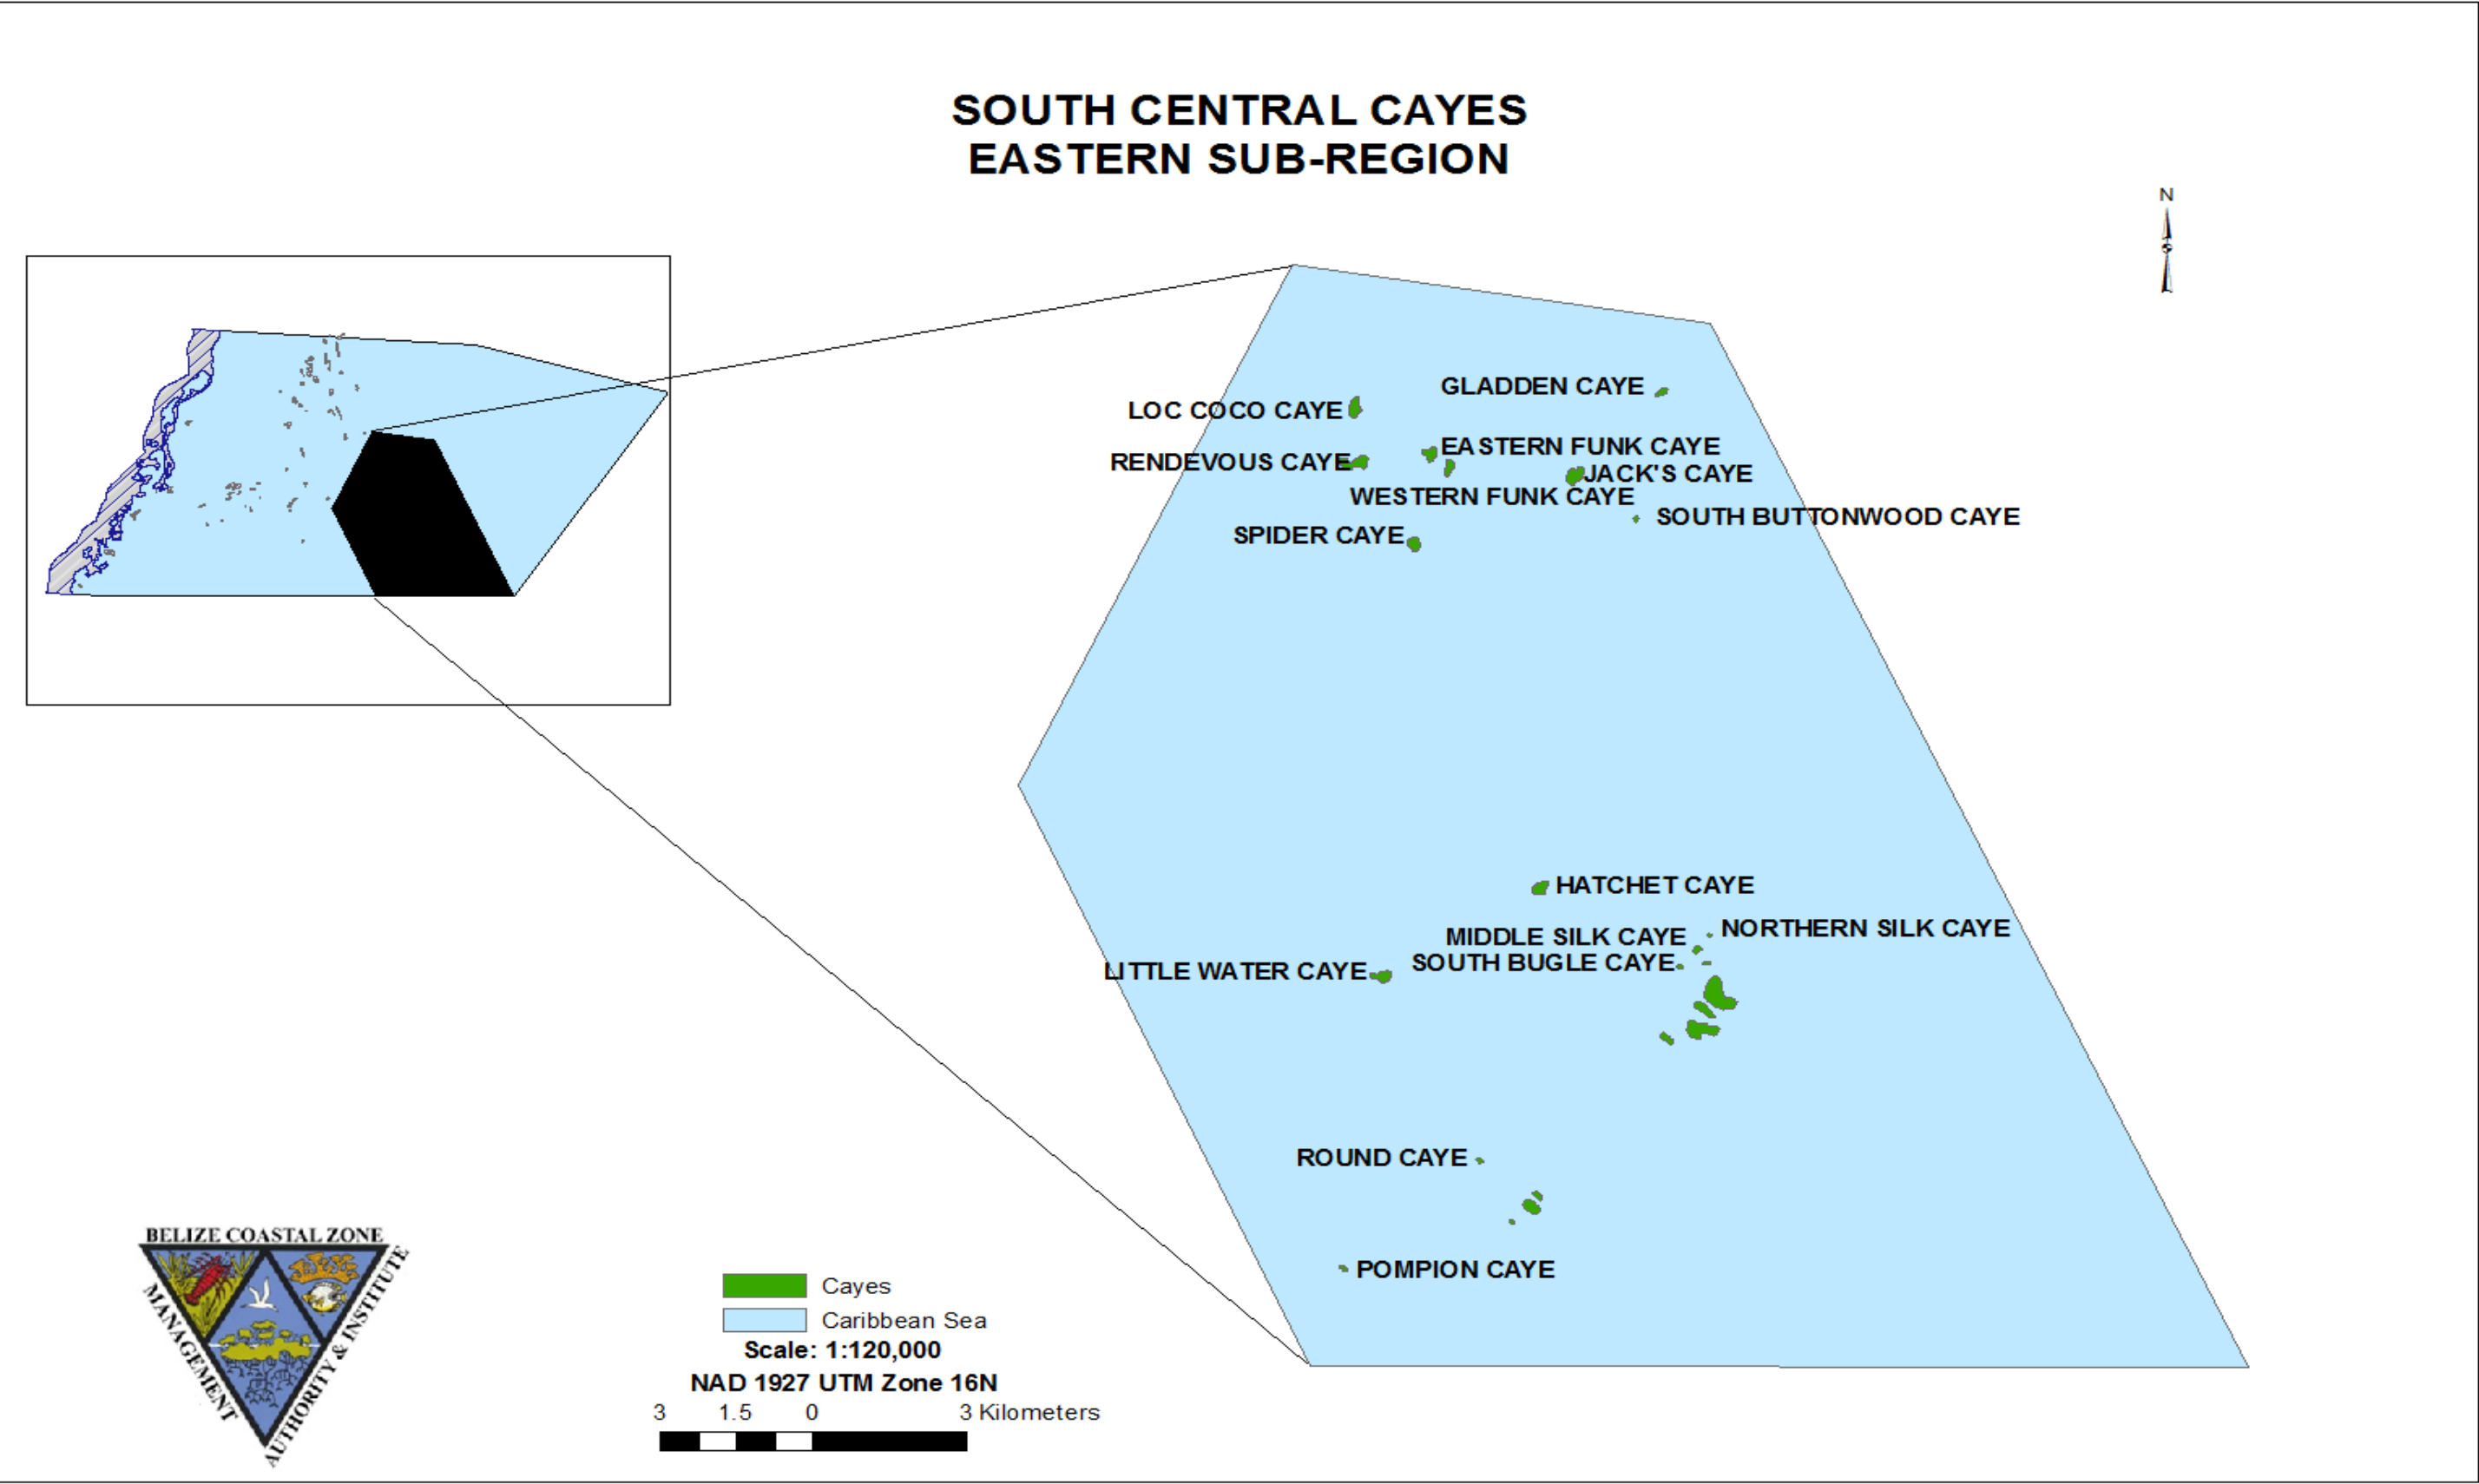 SOUTH CENTRAL CAYES
EASTERN SUB-REGION
N
S
GLADDEN CAYE
LOC COCO CAYE
EASTERN FUNK CAYE
RENDEVOUS CAYE
JACK'S CAYE
WESTERN FUNK CAYE
SOUTH BUTTONWOOD CAYE
SPIDER CAYE
HATCHET CAYE
NORTHERN SILK CAYE
MIDDLE SILK CAYE
SOUTH BUGLE CAYE
LITTLE WATER CAYE
ROUND CAYE
POMPION CAYE
BELIZE COASTAL ZONE
MANAGEMENT
AUTHORITY & INSTITUTE
Cayes
Caribbean Sea
Scale: 1:120,000
NAD 1927 UTM Zone 16N
3 1.5 0 3 Kilometers